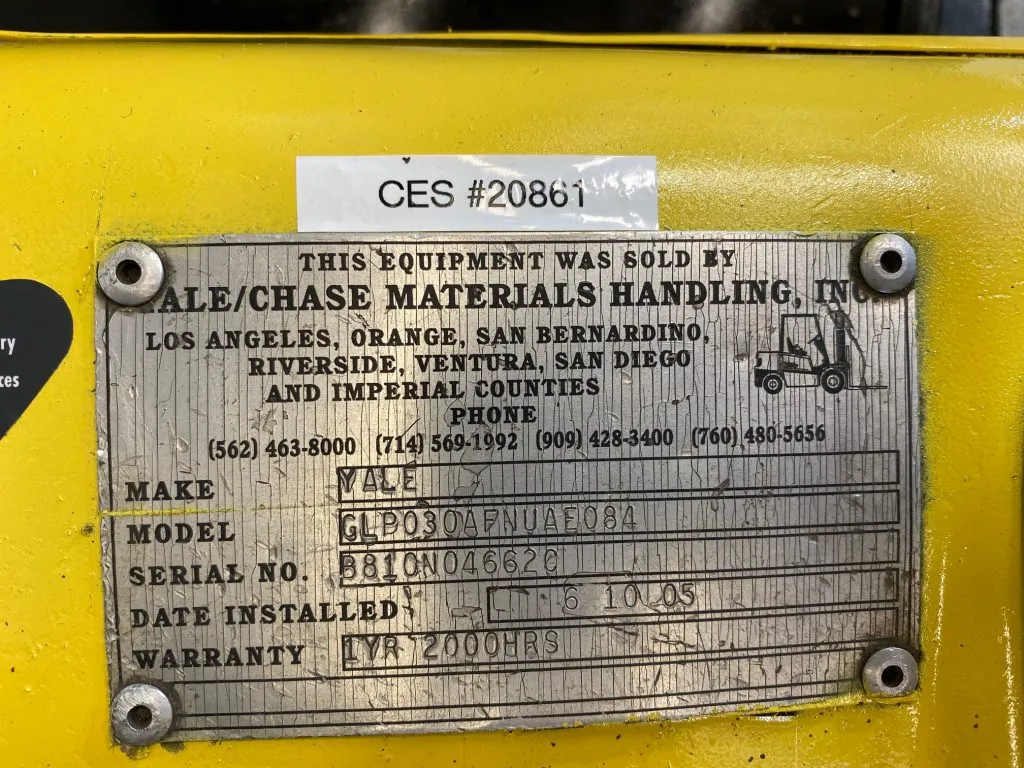 CES #20861
THIS EQUIPMENT WAS SOLD BY
YALE/CHASE MATERIALS HANDLING, INC.
LOS ANGELES, ORANGE, SAN BERNARDINO,
RIVERSIDE, VENTURA, SAN DIEGO
AND IMPERIAL COUNTIES
PHONE
(562) 463-8000 (714) 569-1992 (909) 428-3400 (760) 480-5656
MAKE YALE
MODEL GLP030AFNUAE084
SERIAL NO. B810N04662C
DATE INSTALLED 6 10 05
WARRANTY 1YR 2000HRS